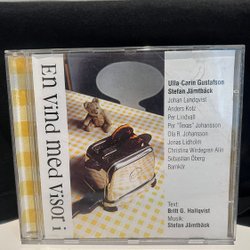 En vind med visor i
Ulla-Carin Gustafson
Stefan Jämtbäck
Johan Landqvist
Anders Kotz
Per Lindvall
Per "Texas" Johansson
Ola R. Johansson
Jonas Lidholm
Christina Wirdegren Alin
Sebastian Öberg
Barnkör
Text:
Britt G. Hallqvist
Musik:
Stefan Jämtbäck